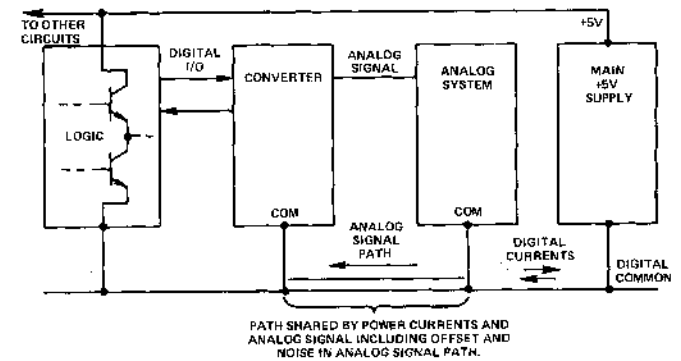 TO OTHER
CIRCUITS
+5V
DIGITAL
I/O
CONVERTER
ANALOG
SIGNAL
ANALOG
SYSTEM
MAIN
+5V
SUPPLY
LOGIC
COM
ANALOG
SIGNAL
PATH
COM
DIGITAL
CURRENTS
DIGITAL
COMMON
PATH SHARED BY POWER CURRENTS AND
ANALOG SIGNAL INCLUDING OFFSET AND
NOISE IN ANALOG SIGNAL PATH.